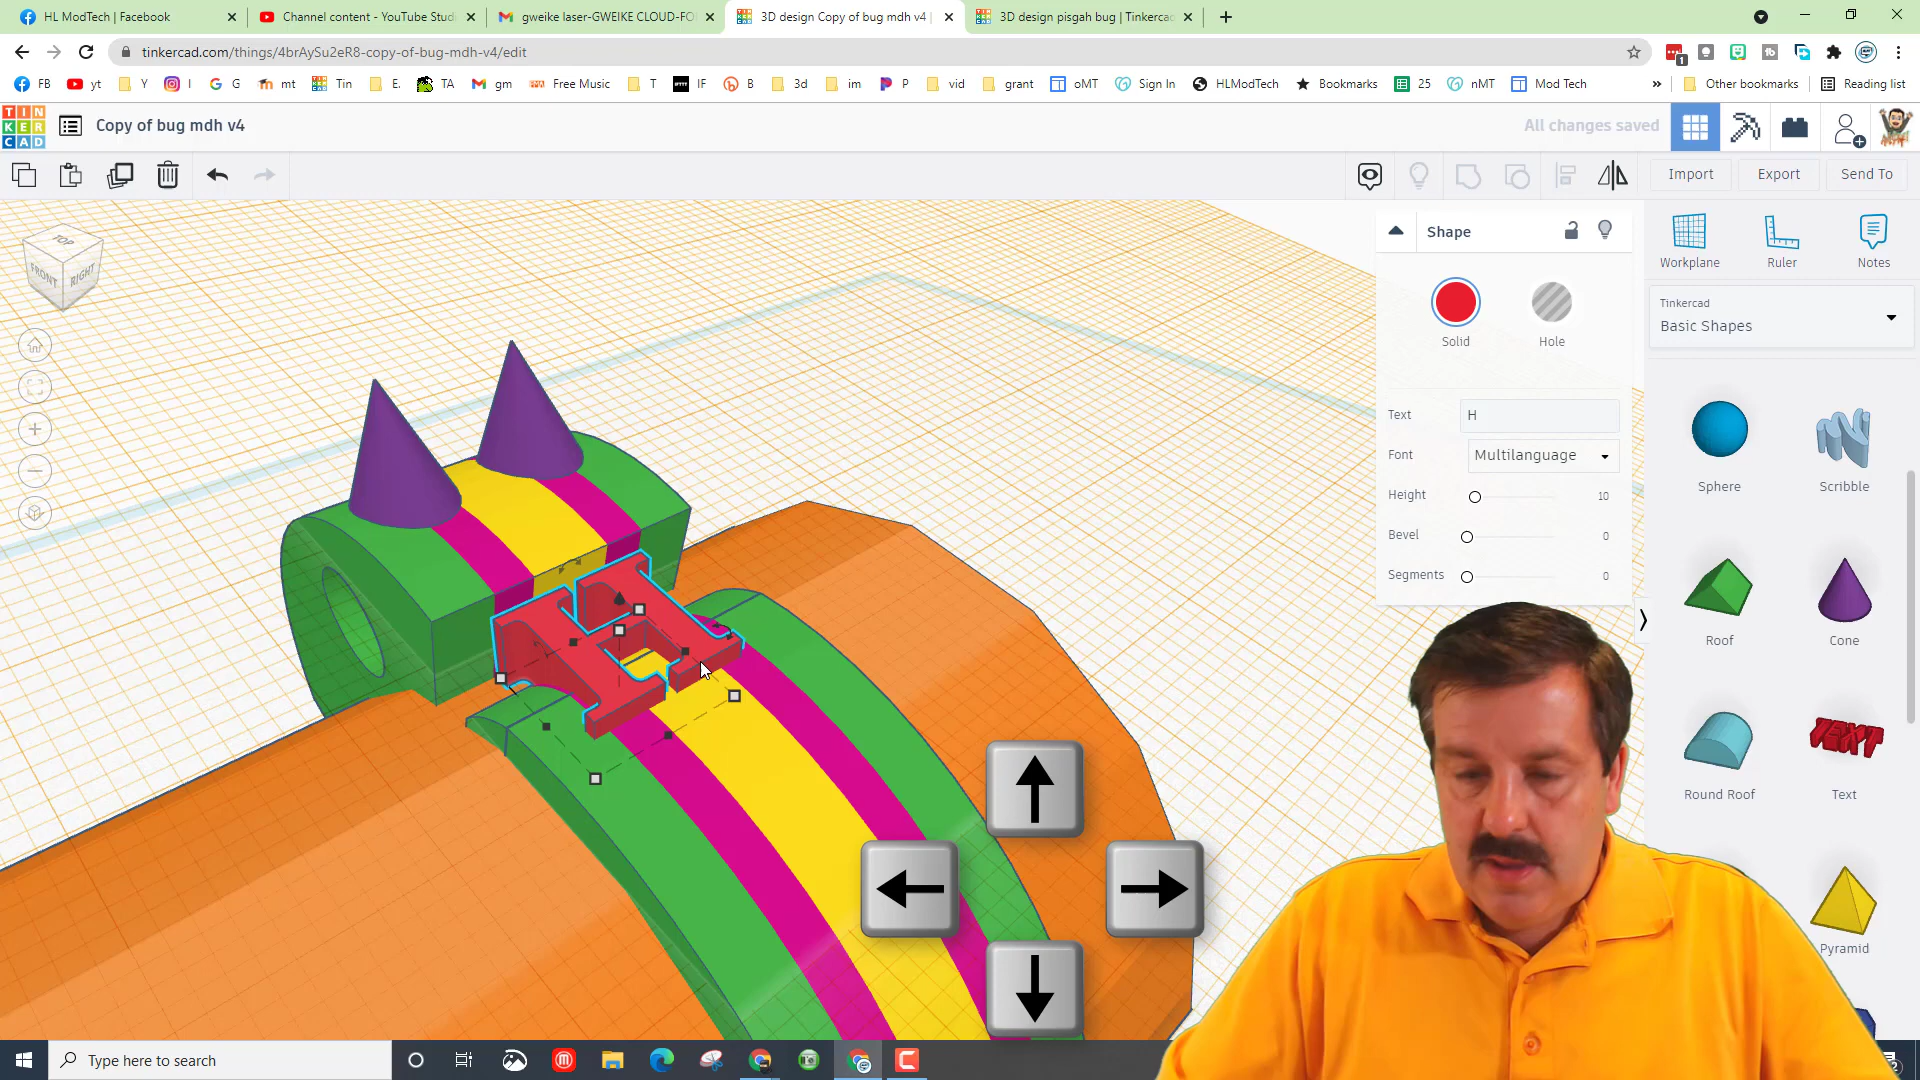 HL ModTech | Facebook
Channel content - YouTube Studi
gweike laser-GWEIKE CLOUD-FO
3D design Copy of bug mdh v4 |
3D design pisgah bug | Tinkercad
tinkercad.com/things/4brAySu2eR8-copy-of-bug-mdh-v4/edit
1
FB
yt
Y
I
G
mt
Tin
E.
TA
gm
Free Music
T
IF
B
3d
im
P
vid
grant
oMT
Sign In
HLModTech
Bookmarks
25
nMT
Mod Tech
»
Other bookmarks
Reading list
TIN
KER
CAD
Copy of bug mdh v4
All changes saved
Import
Export
Send To
TOP
FRONT
RIGHT
Shape
Solid
Hole
Text
H
Font
Multilanguage
Height
10
Bevel
0
Segments
0
Workplane
Ruler
Notes
Tinkercad
Basic Shapes
Sphere
Scribble
Roof
Cone
Round Roof
TEXT
Text
Pyramid
Type here to search
2